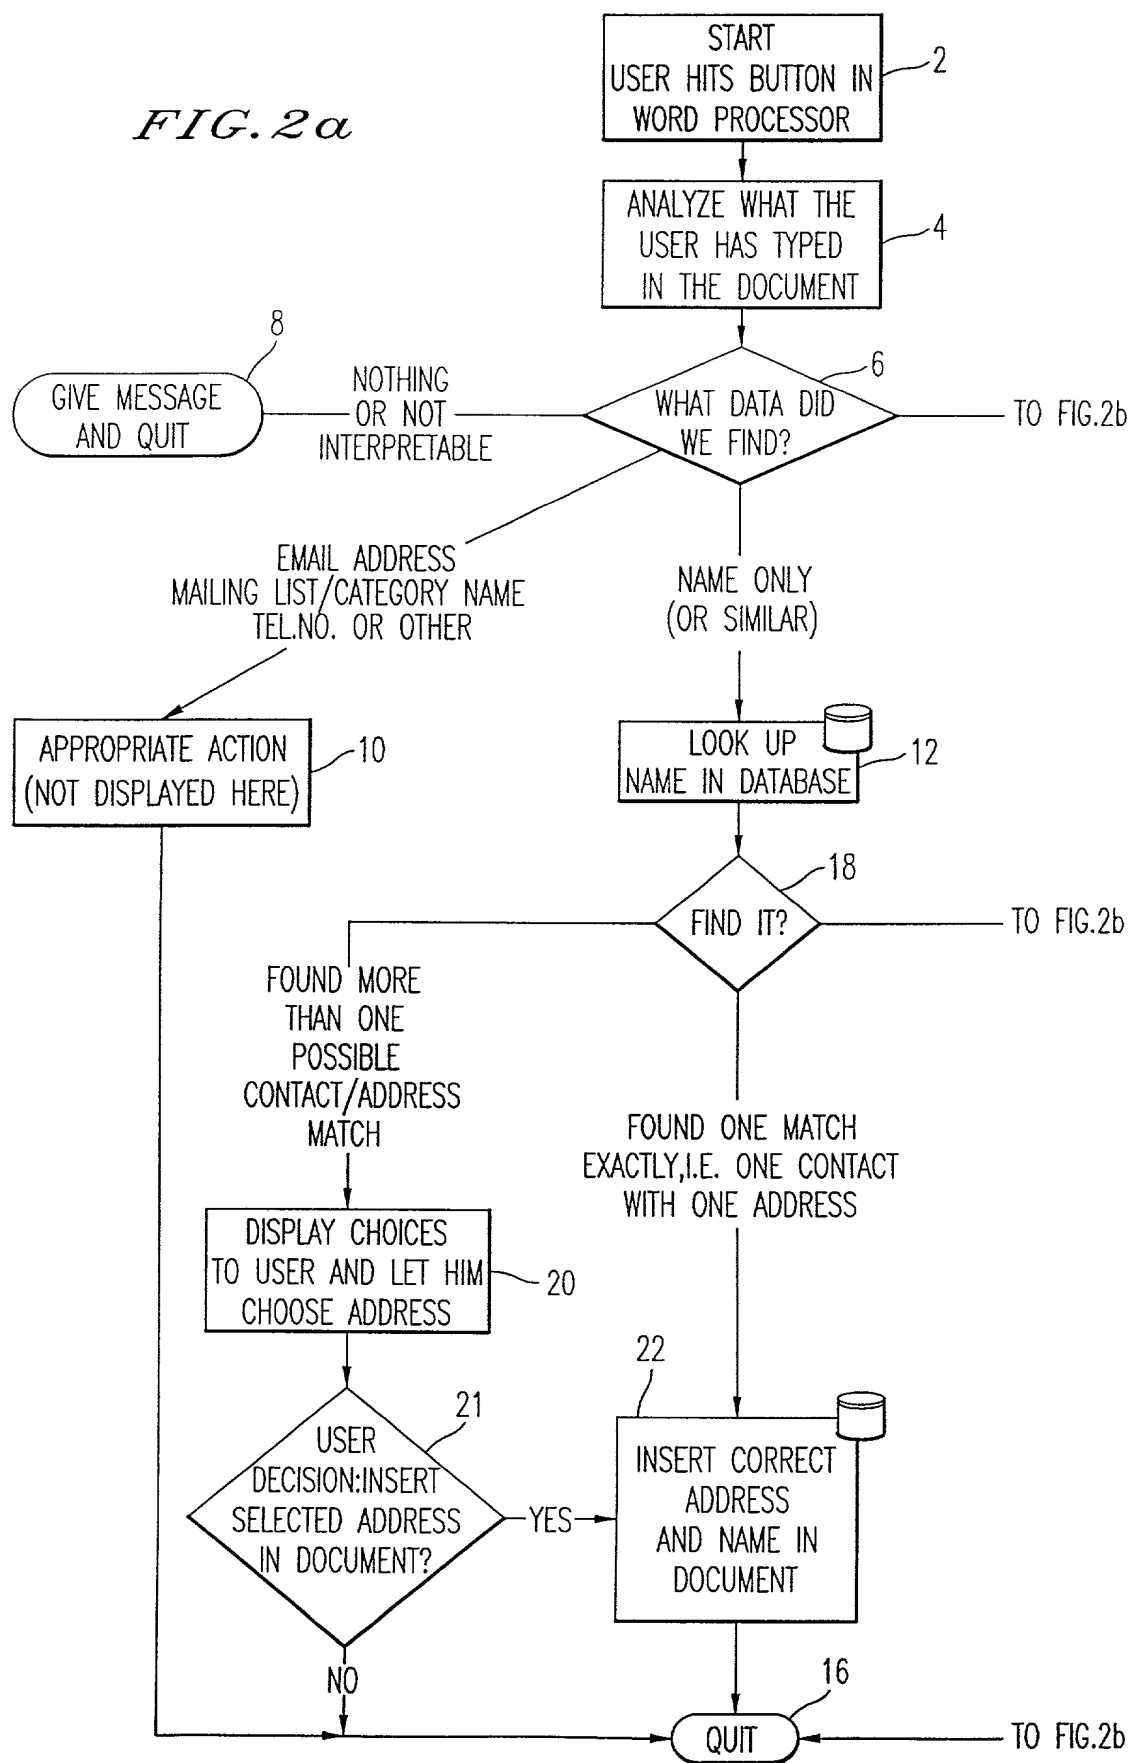 FIG. 2a
START
USER HITS BUTTON IN
WORD PROCESSOR
2
ANALYZE WHAT THE
USER HAS TYPED
IN THE DOCUMENT
4
8
GIVE MESSAGE
AND QUIT
NOTHING
OR NOT
INTERPRETABLE
6
WHAT DATA DID
WE FIND?
TO FIG.2b
EMAIL ADDRESS
MAILING LIST/CATEGORY NAME
TEL.NO. OR OTHER
NAME ONLY
(OR SIMILAR)
APPROPRIATE ACTION
(NOT DISPLAYED HERE)
10
LOOK UP
NAME IN DATABASE
12
18
FIND IT?
TO FIG.2b
FOUND MORE
THAN ONE
POSSIBLE
CONTACT/ADDRESS
MATCH
FOUND ONE MATCH
EXACTLY,I.E. ONE CONTACT
WITH ONE ADDRESS
DISPLAY CHOICES
TO USER AND LET HIM
CHOOSE ADDRESS
20
21
USER
DECISION:INSERT
SELECTED ADDRESS
IN DOCUMENT?
YES
22
INSERT CORRECT
ADDRESS
AND NAME IN
DOCUMENT
NO
16
QUIT
TO FIG.2b